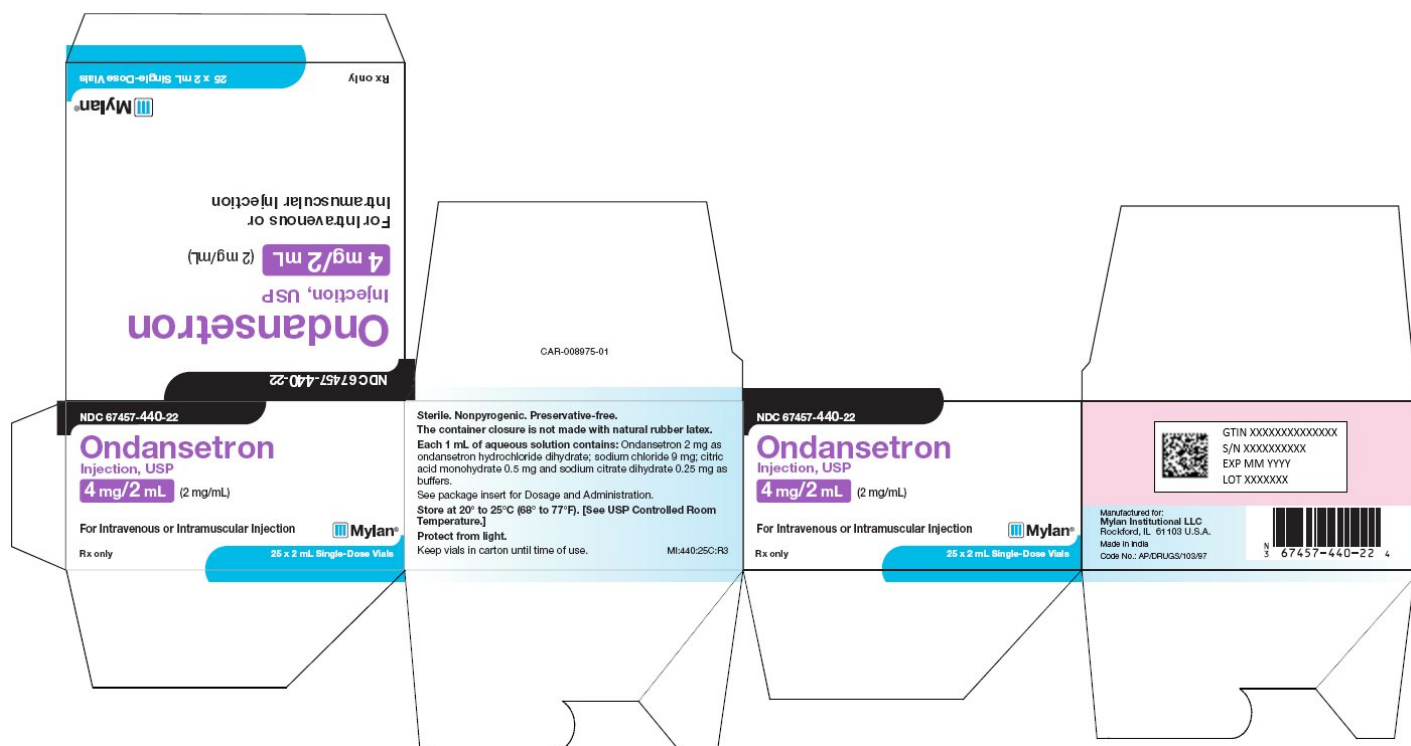 25 x 2 mL Single-Dose Vials
Rx only
Mylan®
For Intravenous or
Intramuscular Injection
4 mg/2 mL (2 mg/mL)
Injection, USP
Ondansetron
NDC 67457-440-22
NDC 67457-440-22
Ondansetron
Injection, USP
4 mg/2 mL (2 mg/mL)
For Intravenous or Intramuscular Injection
Mylan®
Rx only
25 x 2 mL Single-Dose Vials
CAR-008975-01
Sterile. Nonpyrogenic. Preservative-free.
The container closure is not made with natural rubber latex.
Each 1 mL of aqueous solution contains: Ondansetron 2 mg as
ondansetron hydrochloride dihydrate; sodium chloride 9 mg; citric
acid monohydrate 0.5 mg and sodium citrate dihydrate 0.25 mg as
buffers.
See package insert for Dosage and Administration.
Store at 20° to 25°C (68° to 77°F). [See USP Controlled Room
Temperature.]
Protect from light.
Keep vials in carton until time of use.
MI:440:25C:R3
NDC 67457-440-22
Ondansetron
Injection, USP
4 mg/2 mL (2 mg/mL)
For Intravenous or Intramuscular Injection
Mylan®
Rx only
25 x 2 mL Single-Dose Vials
GTIN XXXXXXXXXXXXXX
S/N XXXXXXXXXX
EXP MM YYYY
LOT XXXXXXX
Manufactured for:
Mylan Institutional LLC
Rockford, IL 61103 U.S.A.
Made in India
Code No.: AP/DRUGS/103/97
N
3 67457-440-22 4